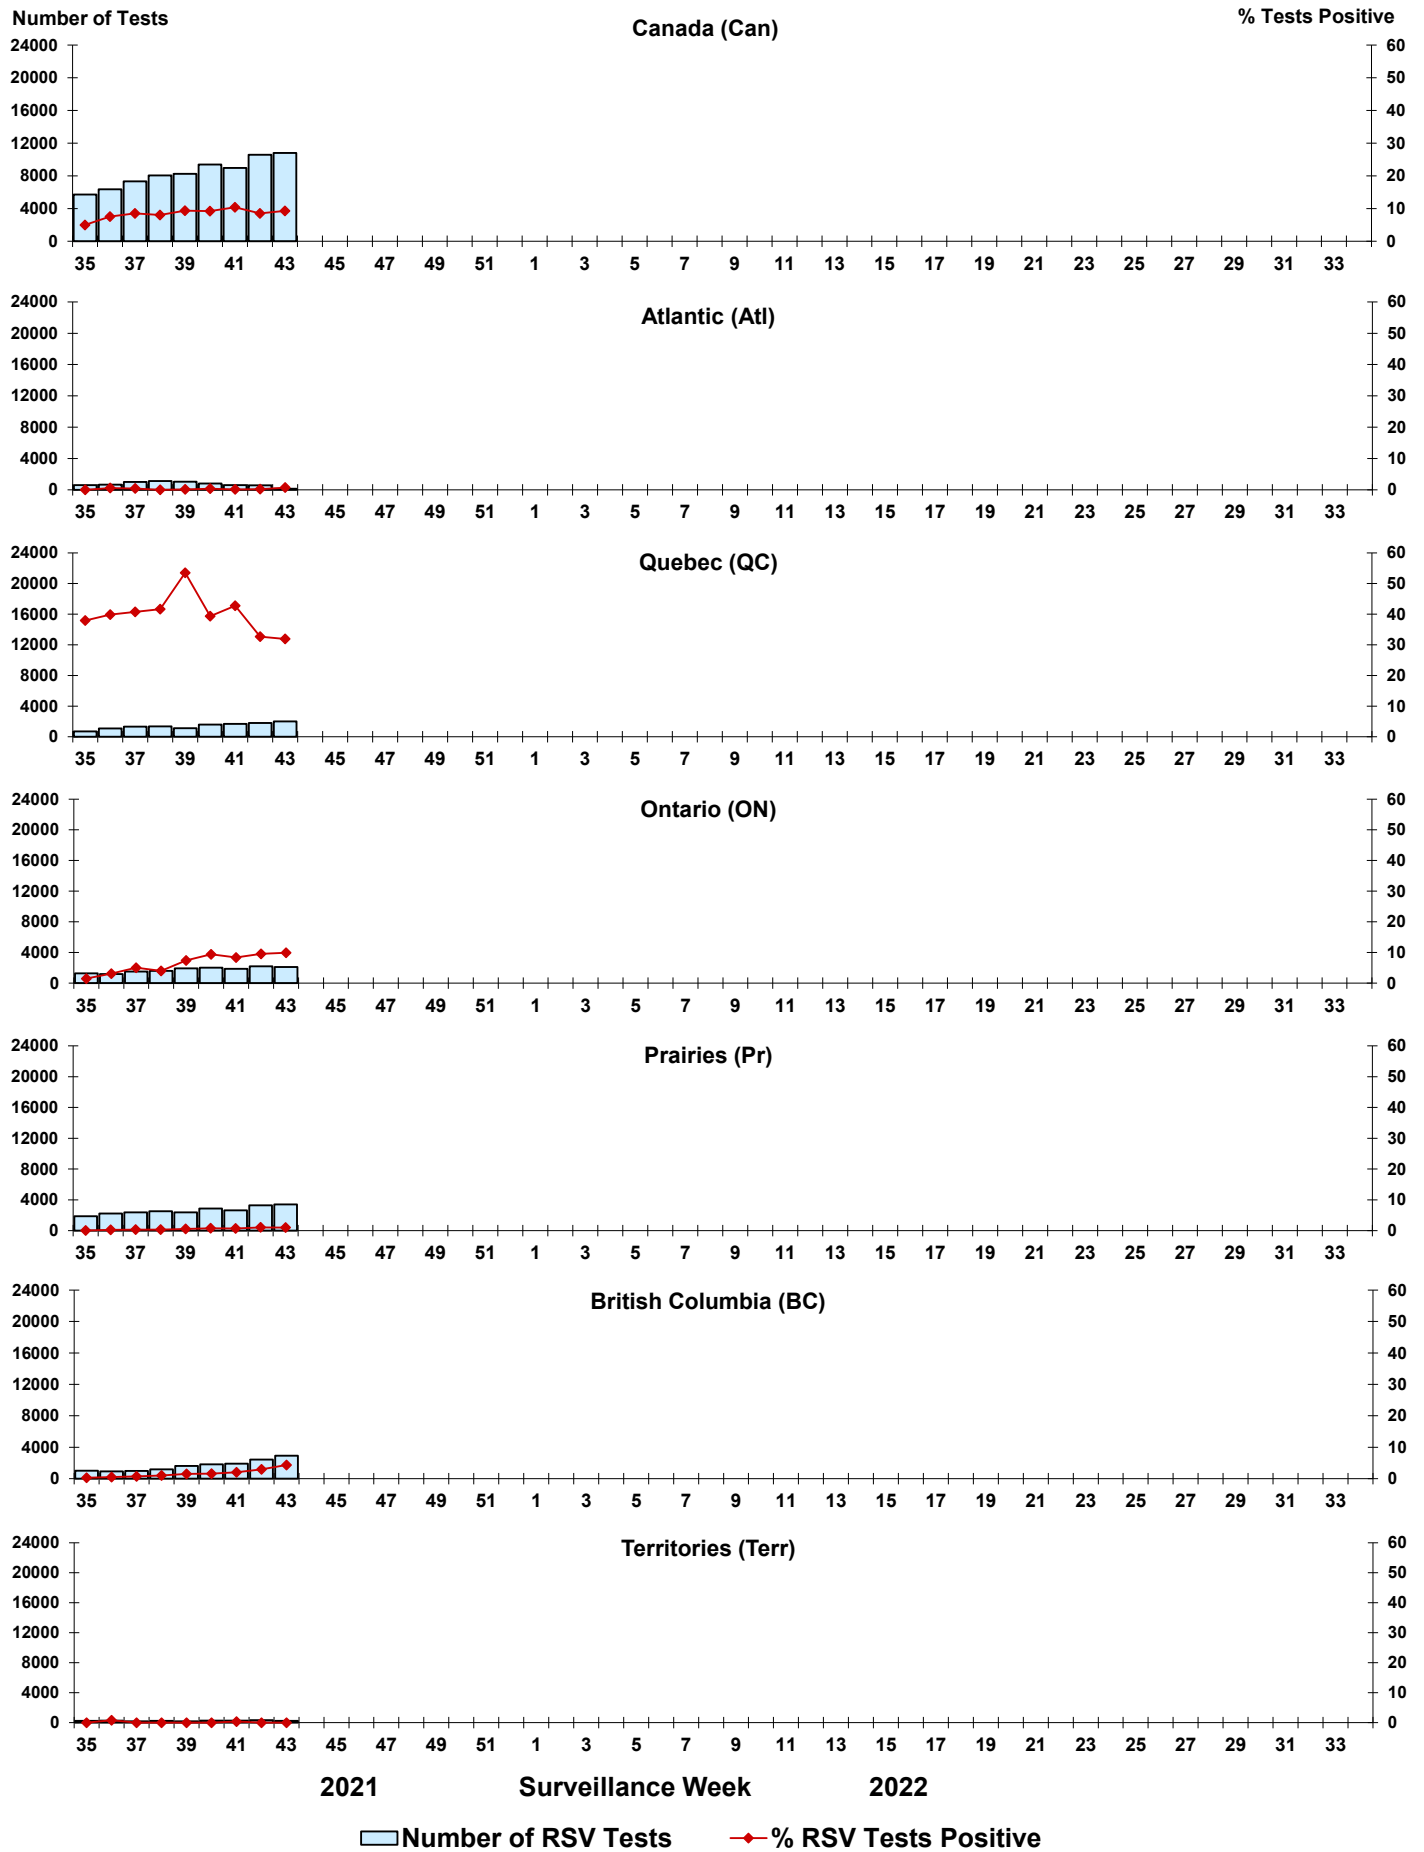 Number of Tests
Canada (Can)
% Tests Positive
24000 60
20000 50
16000 40
12000 30
8000 20
4000 10
0 0
35 37 39 41 43 45 47 49 51 1 3 5 7 9 11 13 15 17 19 21 23 25 27 29 31 33
Atlantic (Atl)
24000 60
20000 50
16000 40
12000 30
8000 20
4000 10
0 0
35 37 39 41 43 45 47 49 51 1 3 5 7 9 11 13 15 17 19 21 23 25 27 29 31 33
Quebec (QC)
24000 60
20000 50
16000 40
12000 30
8000 20
4000 10
0 0
35 37 39 41 43 45 47 49 51 1 3 5 7 9 11 13 15 17 19 21 23 25 27 29 31 33
Ontario (ON)
24000 60
20000 50
16000 40
12000 30
8000 20
4000 10
0 0
35 37 39 41 43 45 47 49 51 1 3 5 7 9 11 13 15 17 19 21 23 25 27 29 31 33
Prairies (Pr)
24000 60
20000 50
16000 40
12000 30
8000 20
4000 10
0 0
35 37 39 41 43 45 47 49 51 1 3 5 7 9 11 13 15 17 19 21 23 25 27 29 31 33
British Columbia (BC)
24000 60
20000 50
16000 40
12000 30
8000 20
4000 10
0 0
35 37 39 41 43 45 47 49 51 1 3 5 7 9 11 13 15 17 19 21 23 25 27 29 31 33
Territories (Terr)
24000 60
20000 50
16000 40
12000 30
8000 20
4000 10
0 0
35 37 39 41 43 45 47 49 51 1 3 5 7 9 11 13 15 17 19 21 23 25 27 29 31 33
2021 Surveillance Week 2022
Number of RSV Tests % RSV Tests Positive